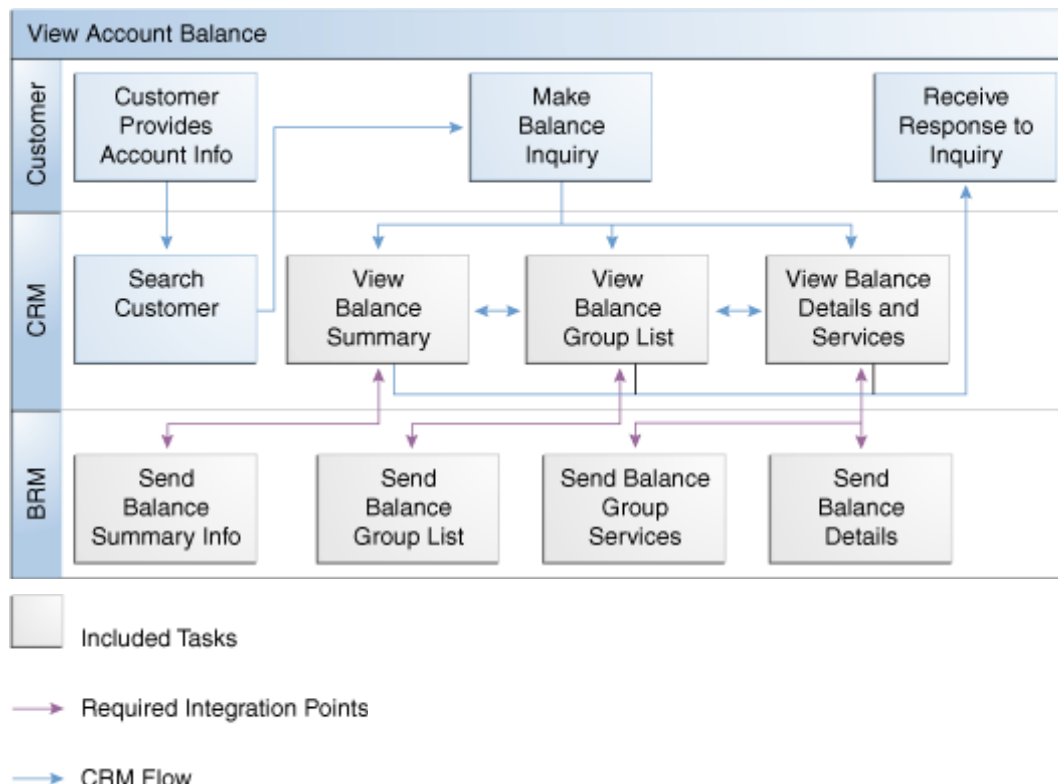 View Account Balance
Customer
Customer
Provides
Account Info
Make
Balance
Inquiry
Receive
Response to
Inquiry
CRM
Search
Customer
View
Balance
Summary
View
Balance
Group List
View Balance
Details and
Services
BRM
Send
Balance
Summary Info
Send
Balance
Group List
Send Balance
Group
Services
Send
Balance
Details
Included Tasks
Required Integration Points
CRM Flow